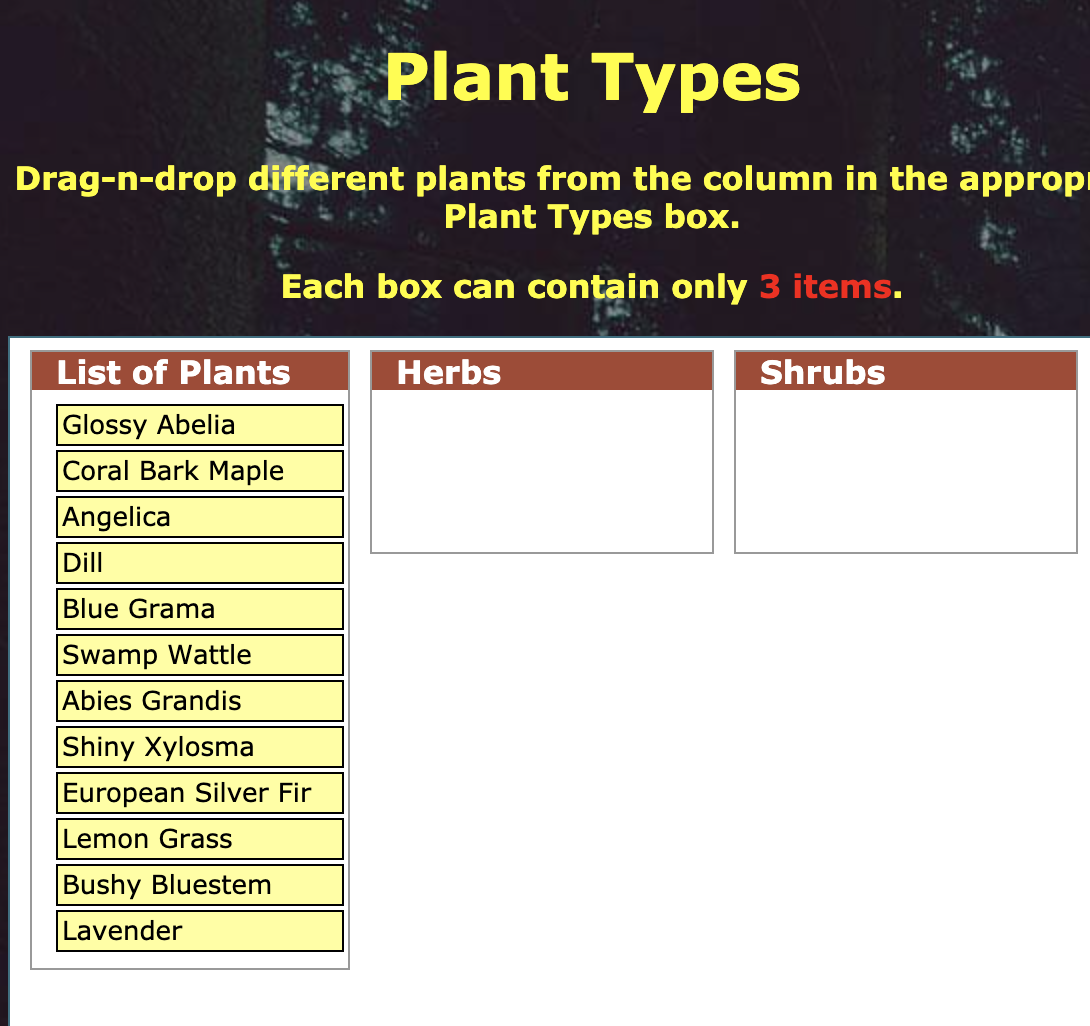 Plant Types
Drag-n-drop different plants from the column in the approp
Plant Types box.
Each box can contain only 3 items.
List of Plants
Glossy Abelia
Coral Bark Maple
Angelica
Dill
Blue Grama
Swamp Wattle
Abies Grandis
Shiny Xylosma
European Silver Fir
Lemon Grass
Bushy Bluestem
Lavender
Herbs
Shrubs